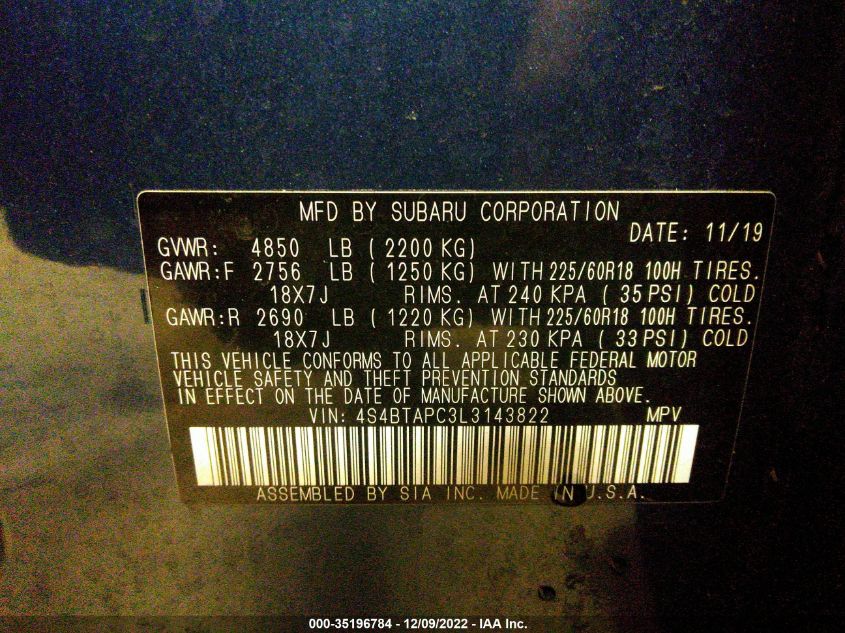 MFD BY SUBARU CORPORATION
DATE: 11/19
GVWR: 4850 LB ( 2200 KG)
GAWR:F 2756 LB ( 1250 KG) WITH 225/60R18 100H TIRES.
18X7J RIMS. AT 240 KPA ( 35 PSI) COLD
GAWR:R 2690 LB ( 1220 KG) WITH 225/60R18 100H TIRES.
18X7J RIMS. AT 230 KPA ( 33 PSI) COLD
THIS VEHICLE CONFORMS TO ALL APPLICABLE FEDERAL MOTOR
VEHICLE SAFETY AND THEFT PREVENTION STANDARDS
IN EFFECT ON THE DATE OF MANUFACTURE SHOWN ABOVE.
VIN: 4S4BTAPC3L3143822 MPV
ASSEMBLED BY SIA INC. MADE IN U.S.A.
000-35196784 - 12/09/2022 - IAA Inc.